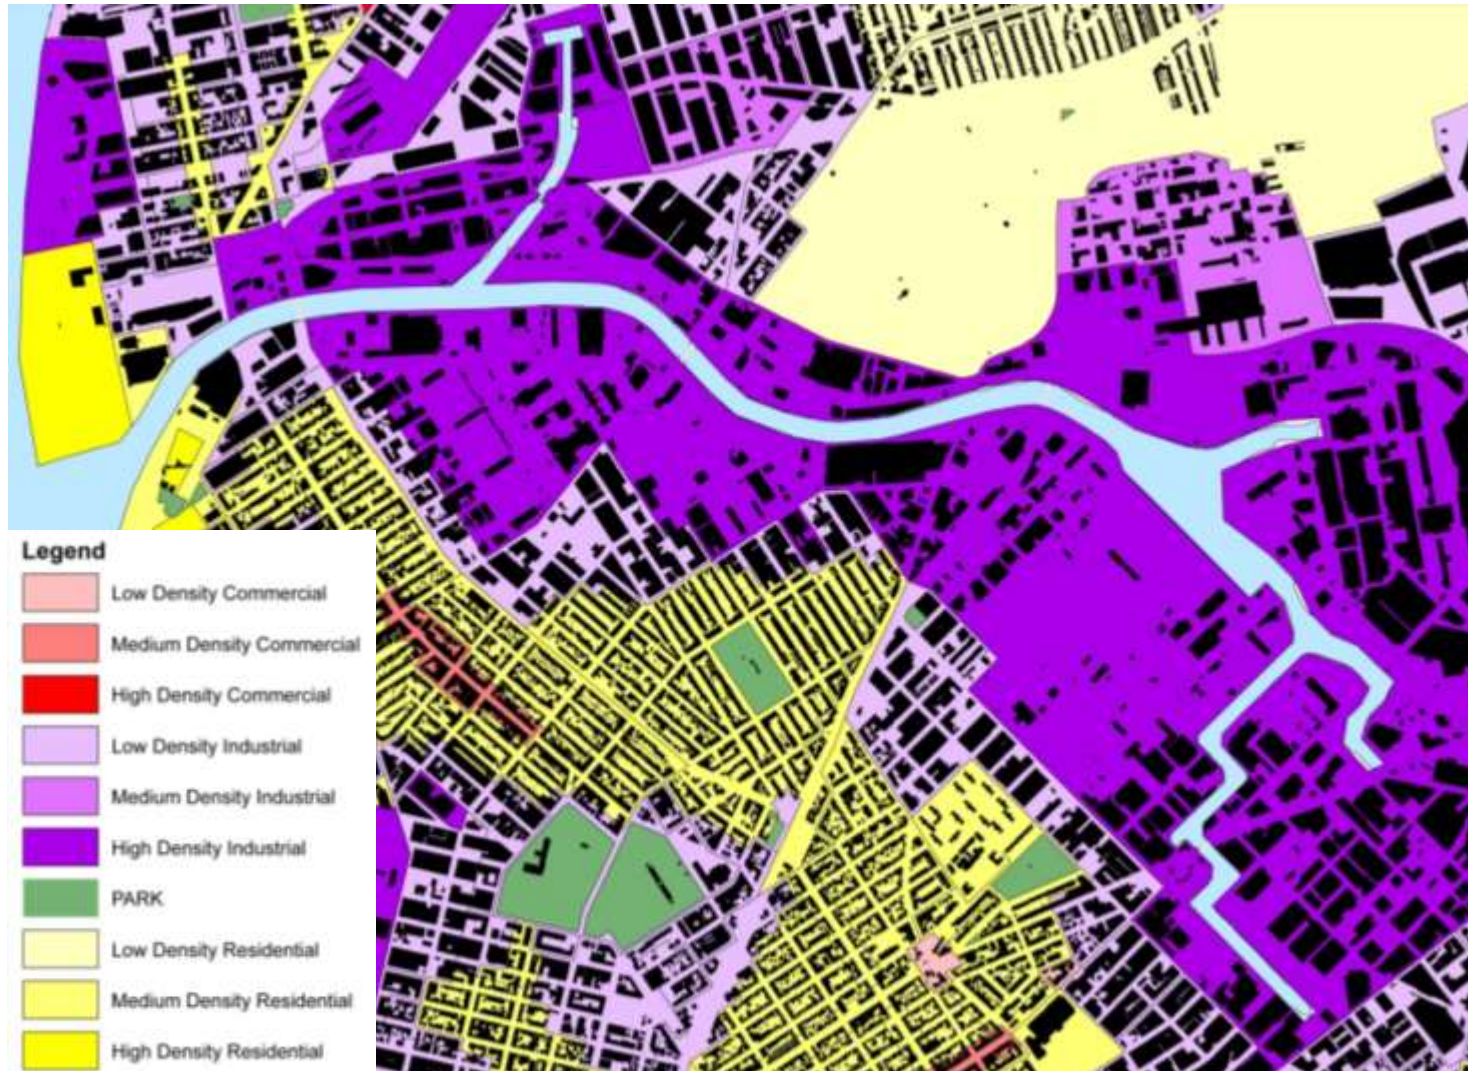 Legend
Low Density Commercial
Medium Density Commercial
High Density Commercial
Low Density Industrial
Medium Density Industrial
High Density Industrial
PARK
Low Density Residential
Medium Density Residential
High Density Residential